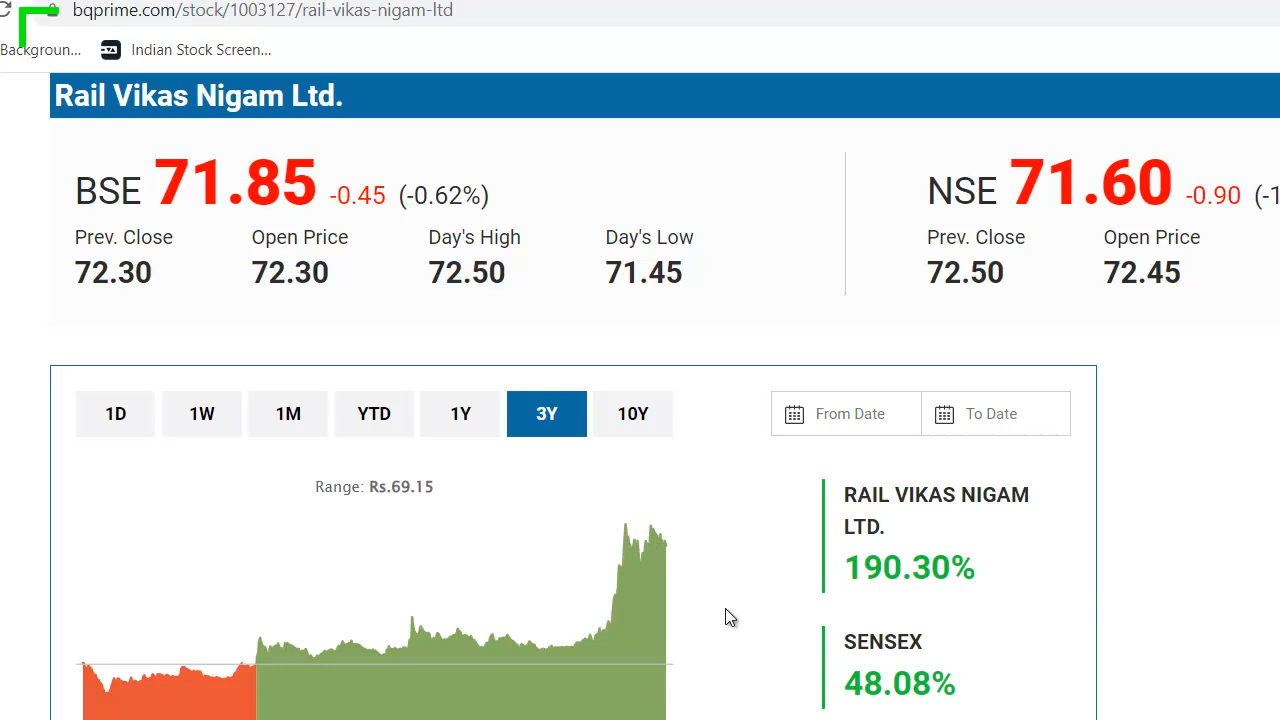 bqprime.com/stock/1003127/rail-vikas-nigam-ltd
Backgroun... Indian Stock Screen...
Rail Vikas Nigam Ltd.
BSE 71.85 -0.45 (-0.62%) NSE 71.60 -0.90 (-1
Prev. Close Open Price Day's High Day's Low Prev. Close Open Price
72.30 72.30 72.50 71.45 72.50 72.45
1D 1W 1M YTD 1Y 3Y 10Y From Date To Date
Range: Rs.69.15
RAIL VIKAS NIGAM
LTD.
190.30%
SENSEX
48.08%